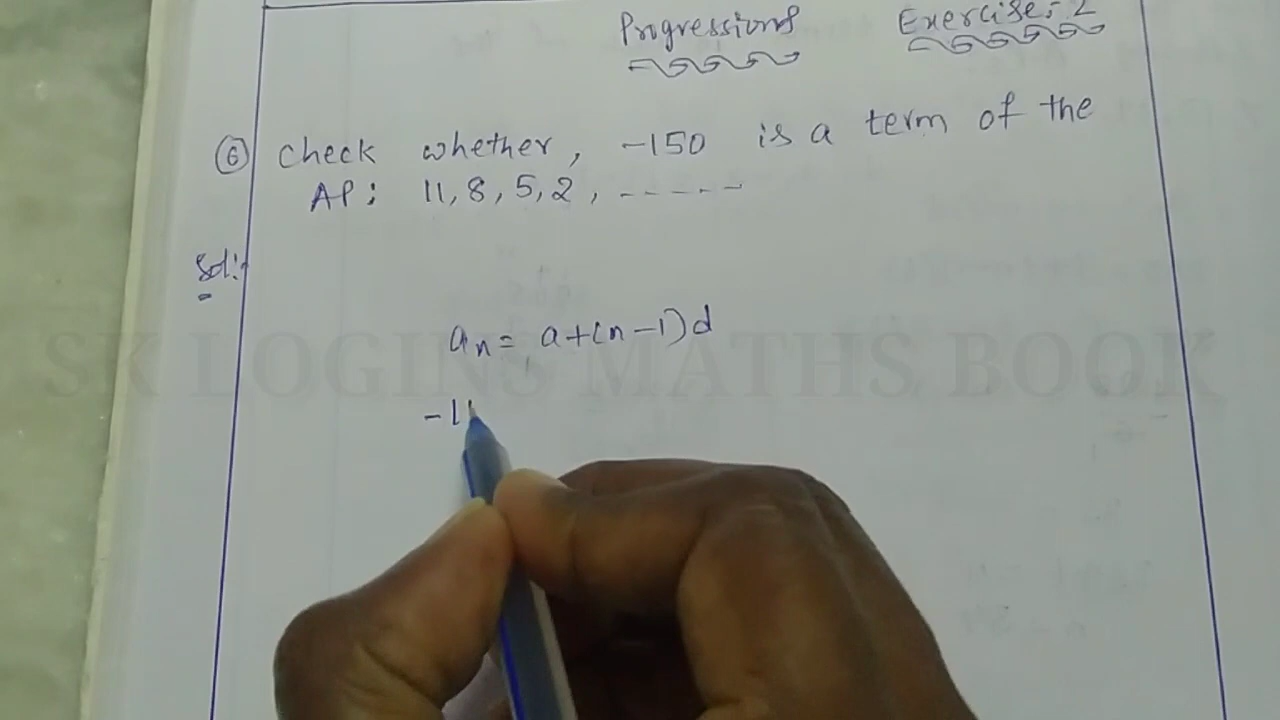 Progressions Exercise: 2
⑥ Check whether, -150 is a term of the
AP: 11, 8, 5, 2, ------
Sol:-
aₙ = a+(n-1)d
SK LOGINS MATHS BOOK
-1